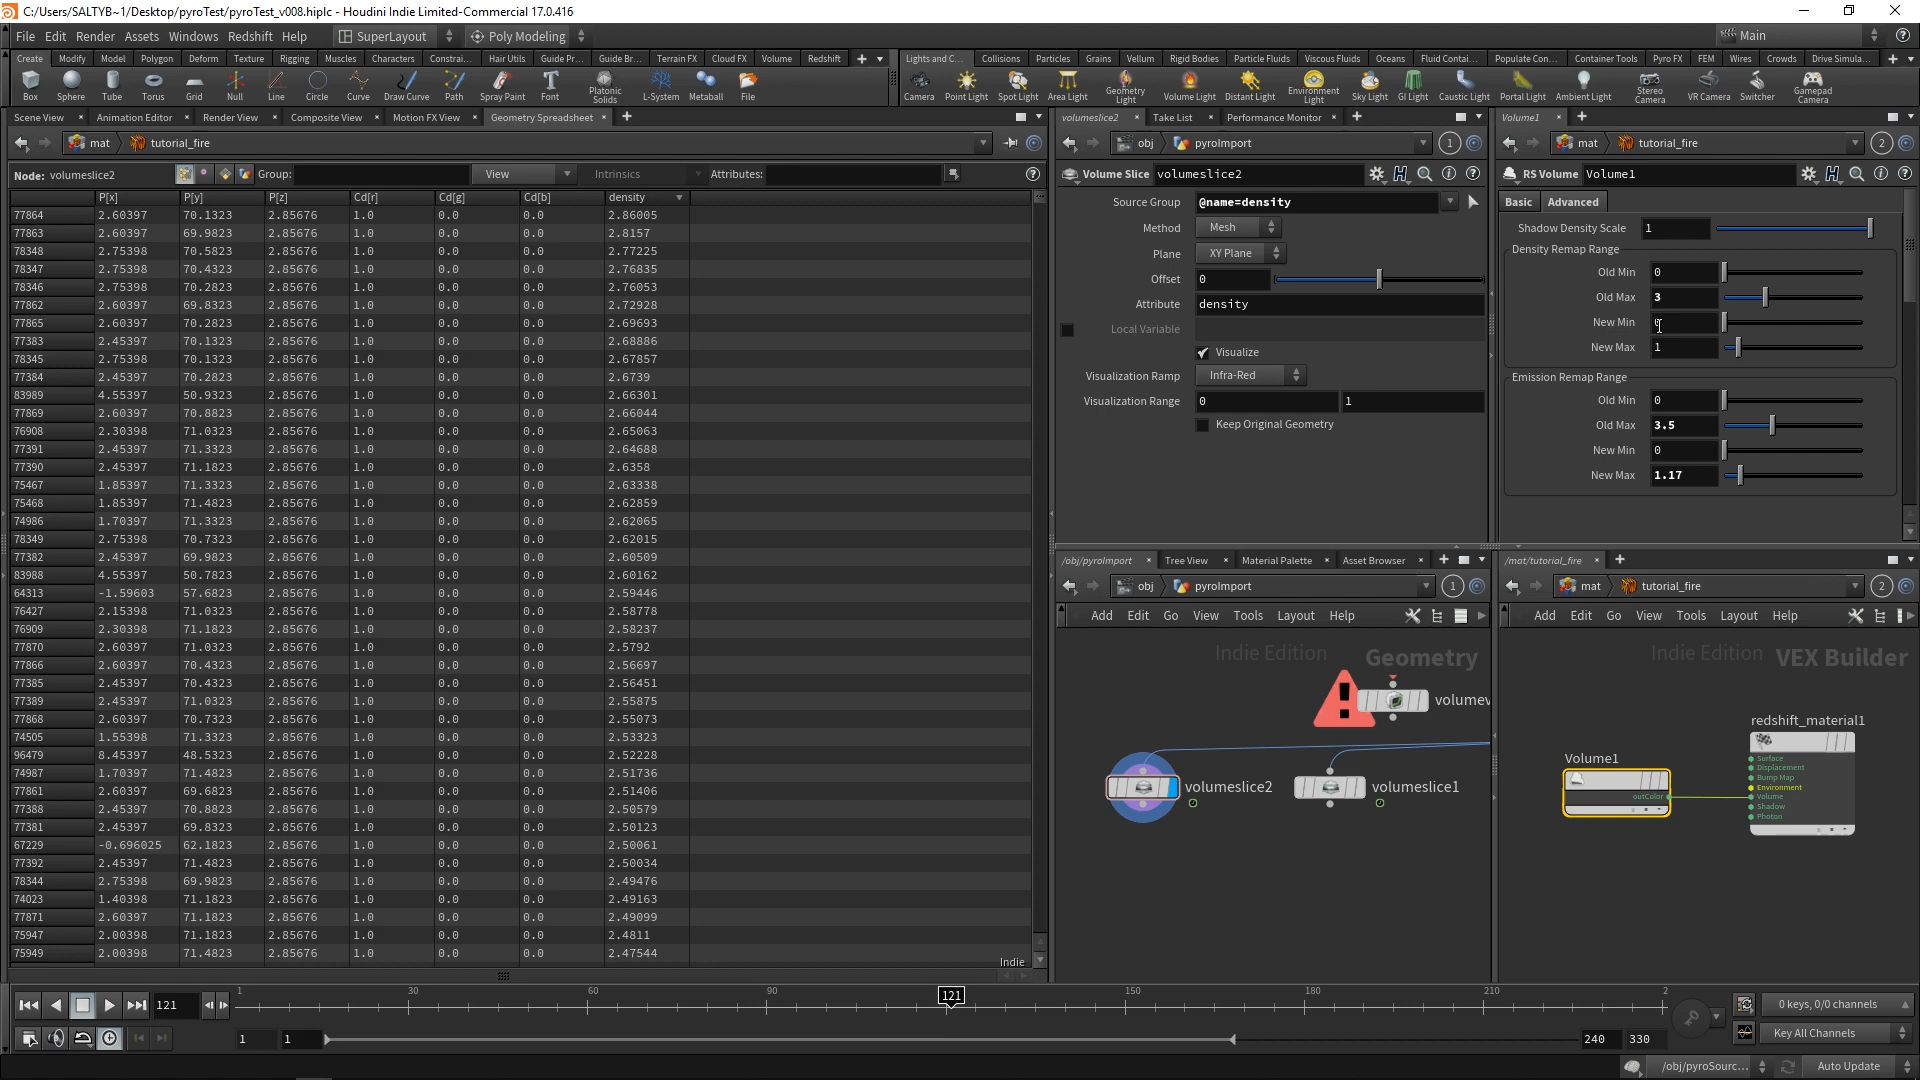 C:/Users/SALTYB~1/Desktop/pyroTest/pyroTest_v008.hiplc - Houdini Indie Limited-Commercial 17.0.416
File Edit Render Assets Windows Redshift Help SuperLayout Poly Modeling Main
Create Modify Model Polygon Deform Texture Rigging Muscles Characters Constrai... Hair Utils Guide Pr... Guide Br... Terrain FX Cloud FX Volume Redshift
Box Sphere Tube Torus Grid Null Line Circle Curve Draw Curve Path Spray Paint Font Platonic Solids L-System Metaball File
Lights and C... Collisions Particles Grains Vellum Rigid Bodies Particle Fluids Viscous Fluids Oceans Fluid Contai... Populate Con... Container Tools Pyro FX FEM Wires Crowds Drive Simula...
Camera Point Light Spot Light Area Light Geometry Light Volume Light Distant Light Environment Light Sky Light GI Light Caustic Light Portal Light Ambient Light Stereo Camera VR Camera Switcher Gamepad Camera
Scene View Animation Editor Render View Composite View Motion FX View Geometry Spreadsheet
mat tutorial_fire
Node: volumeslice2 Group: View Intrinsics Attributes:
P[x] P[y] P[z] Cd[r] Cd[g] Cd[b] density
77864 2.60397 70.1323 2.85676 1.0 0.0 0.0 2.86005
77863 2.60397 69.9823 2.85676 1.0 0.0 0.0 2.8157
78348 2.75398 70.5823 2.85676 1.0 0.0 0.0 2.77225
78347 2.75398 70.4323 2.85676 1.0 0.0 0.0 2.76835
78346 2.75398 70.2823 2.85676 1.0 0.0 0.0 2.76053
77862 2.60397 69.8323 2.85676 1.0 0.0 0.0 2.72928
77865 2.60397 70.2823 2.85676 1.0 0.0 0.0 2.69693
77383 2.45397 70.1323 2.85676 1.0 0.0 0.0 2.68886
78345 2.75398 70.1323 2.85676 1.0 0.0 0.0 2.67857
77384 2.45397 70.2823 2.85676 1.0 0.0 0.0 2.6739
83989 4.55397 50.9323 2.85676 1.0 0.0 0.0 2.66301
77869 2.60397 70.8823 2.85676 1.0 0.0 0.0 2.66044
76908 2.30398 71.0323 2.85676 1.0 0.0 0.0 2.65063
77391 2.45397 71.3323 2.85676 1.0 0.0 0.0 2.64688
77390 2.45397 71.1823 2.85676 1.0 0.0 0.0 2.6358
75467 1.85397 71.3323 2.85676 1.0 0.0 0.0 2.63338
75468 1.85397 71.4823 2.85676 1.0 0.0 0.0 2.62859
74986 1.70397 71.3323 2.85676 1.0 0.0 0.0 2.62065
78349 2.75398 70.7323 2.85676 1.0 0.0 0.0 2.62015
77382 2.45397 69.9823 2.85676 1.0 0.0 0.0 2.60509
83988 4.55397 50.7823 2.85676 1.0 0.0 0.0 2.60162
64313 -1.59603 57.6823 2.85676 1.0 0.0 0.0 2.59446
76427 2.15398 71.0323 2.85676 1.0 0.0 0.0 2.58778
76909 2.30398 71.1823 2.85676 1.0 0.0 0.0 2.58237
77870 2.60397 71.0323 2.85676 1.0 0.0 0.0 2.5792
77866 2.60397 70.4323 2.85676 1.0 0.0 0.0 2.56697
77385 2.45397 70.4323 2.85676 1.0 0.0 0.0 2.56451
77389 2.45397 71.0323 2.85676 1.0 0.0 0.0 2.55875
77868 2.60397 70.7323 2.85676 1.0 0.0 0.0 2.55073
74505 1.55398 71.3323 2.85676 1.0 0.0 0.0 2.53323
96479 8.45397 48.5323 2.85676 1.0 0.0 0.0 2.52228
74987 1.70397 71.4823 2.85676 1.0 0.0 0.0 2.51736
77861 2.60397 69.6823 2.85676 1.0 0.0 0.0 2.51406
77388 2.45397 70.8823 2.85676 1.0 0.0 0.0 2.50579
77381 2.45397 69.8323 2.85676 1.0 0.0 0.0 2.50123
67229 -0.696025 62.1823 2.85676 1.0 0.0 0.0 2.50061
77392 2.45397 71.4823 2.85676 1.0 0.0 0.0 2.50034
78344 2.75398 69.9823 2.85676 1.0 0.0 0.0 2.49476
74023 1.40398 71.1823 2.85676 1.0 0.0 0.0 2.49163
77871 2.60397 71.1823 2.85676 1.0 0.0 0.0 2.49099
75947 2.00398 71.1823 2.85676 1.0 0.0 0.0 2.4811
75949 2.00398 71.4823 2.85676 1.0 0.0 0.0 2.47544
Indie
volumeslice2 Take List Performance Monitor
obj pyroImport 1
Volume Slice volumeslice2
Source Group @name=density
Method Mesh
Plane XY Plane
Offset 0
Attribute density
Local Variable
Visualize
Visualization Ramp Infra-Red
Visualization Range 0 1
Keep Original Geometry
Volume1
mat tutorial_fire 2
RS Volume Volume1
Basic Advanced
Shadow Density Scale 1
Density Remap Range
Old Min 0
Old Max 3
New Min
New Max 1
Emission Remap Range
Old Min 0
Old Max 3.5
New Min 0
New Max 1.17
/obj/pyroImport Tree View Material Palette Asset Browser
obj pyroImport 1
Add Edit Go View Tools Layout Help
Indie Edition Geometry
volumev
volumeslice2 volumeslice1
/mat/tutorial_fire
mat tutorial_fire 2
Add Edit Go View Tools Layout Help
Indie Edition VEX Builder
redshift_material1
Surface
Displacement
Bump Map
Environment
Volume
Shadow
Photon
Volume1
outColor
121 1 30 60 90 121 150 180 210 2
0 keys, 0/0 channels
1 1 240 330 Key All Channels
/obj/pyroSourc... Auto Update